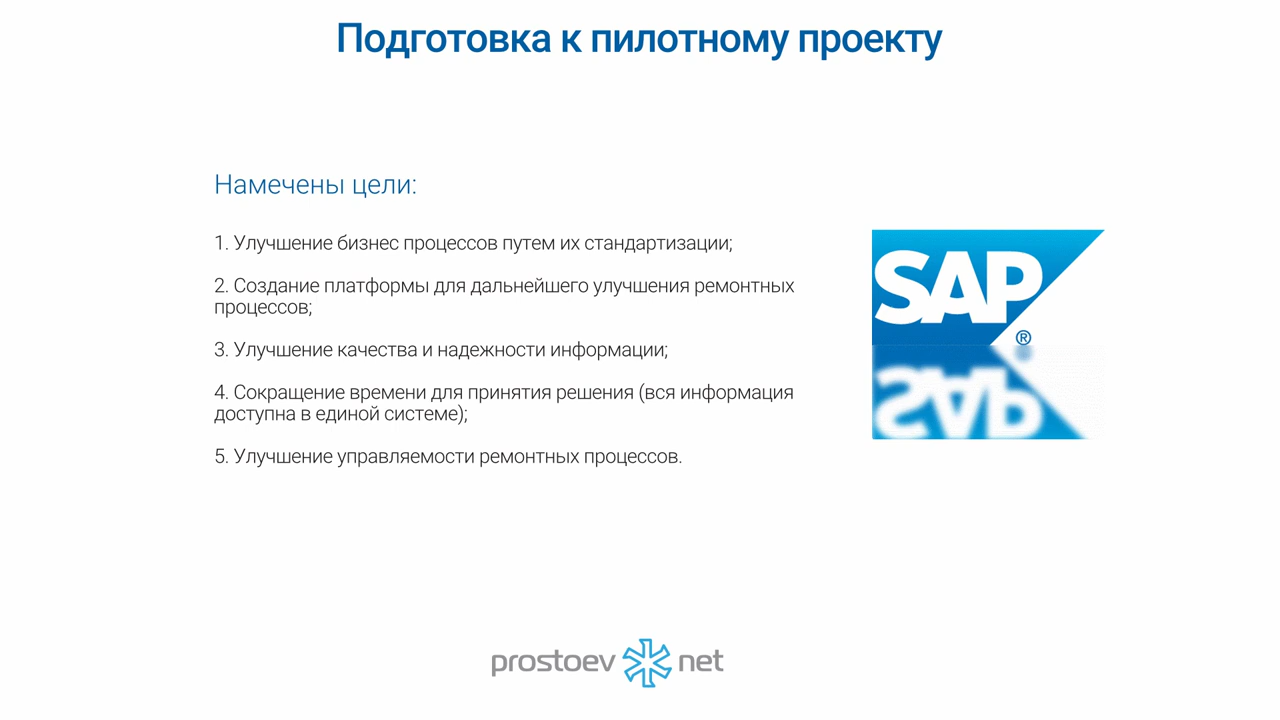 Подготовка к пилотному проекту
Намечены цели:
1. Улучшение бизнес процессов путем их стандартизации;
2. Создание платформы для дальнейшего улучшения ремонтных
процессов;
3. Улучшение качества и надежности информации;
4. Сокращение времени для принятия решения (вся информация
доступна в единой системе);
5. Улучшение управляемости ремонтных процессов.
SAP
®
prostoev net